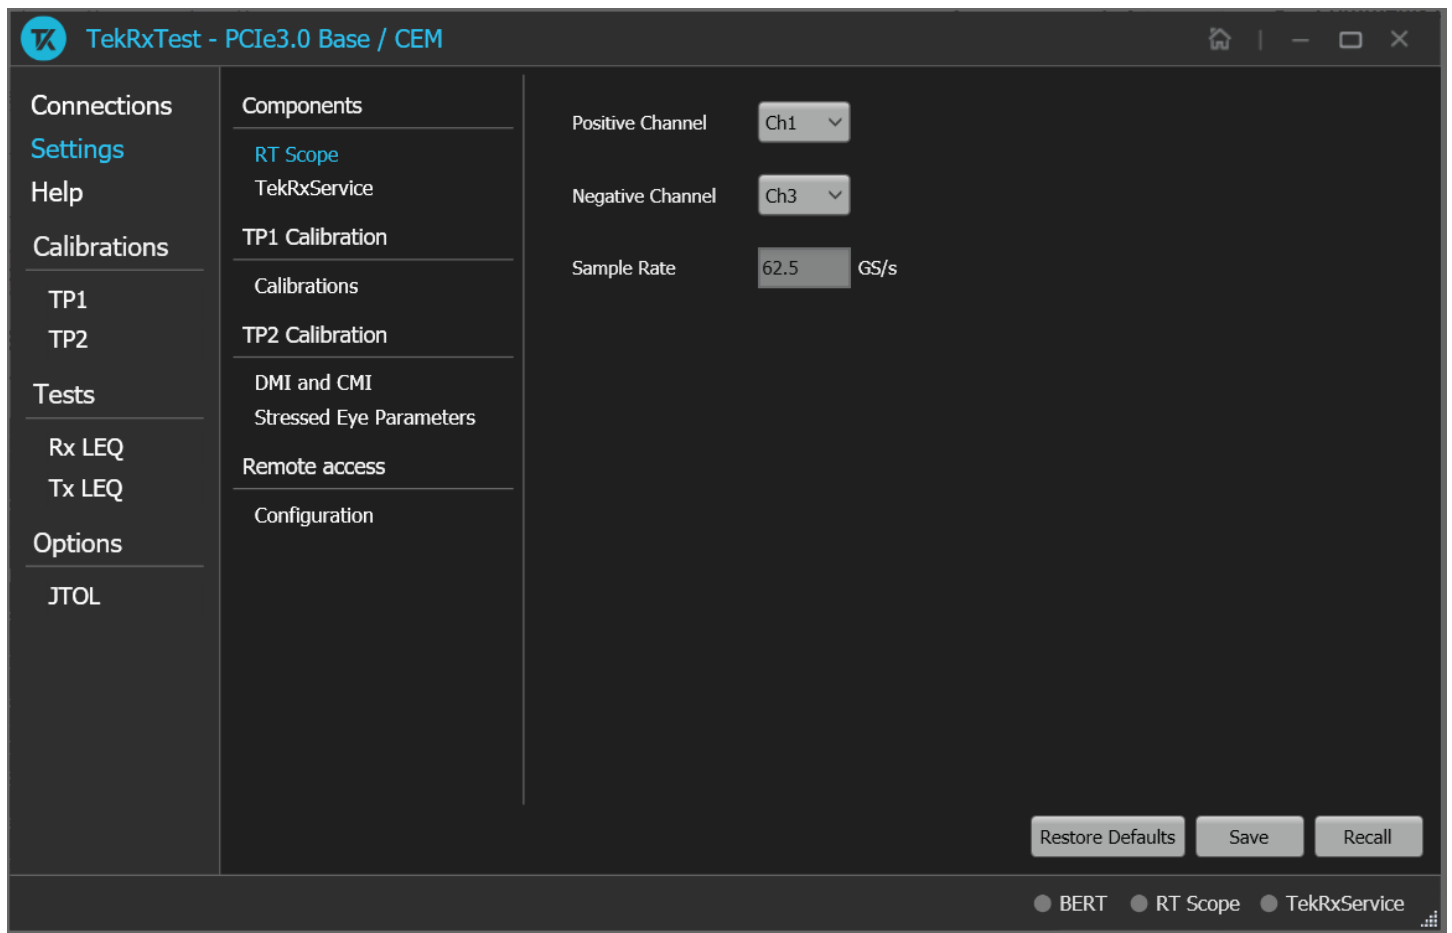 TekRxTest - PCIe3.0 Base / CEM
Connections
Settings
Help
Calibrations
TP1
TP2
Tests
Rx LEQ
Tx LEQ
Options
JTOL
Components
RT Scope
TekRxService
TP1 Calibration
Calibrations
TP2 Calibration
DMI and CMI
Stressed Eye Parameters
Remote access
Configuration
Positive Channel Ch1
Negative Channel Ch3
Sample Rate 62.5 GS/s
Restore Defaults Save Recall
BERT RT Scope TekRxService